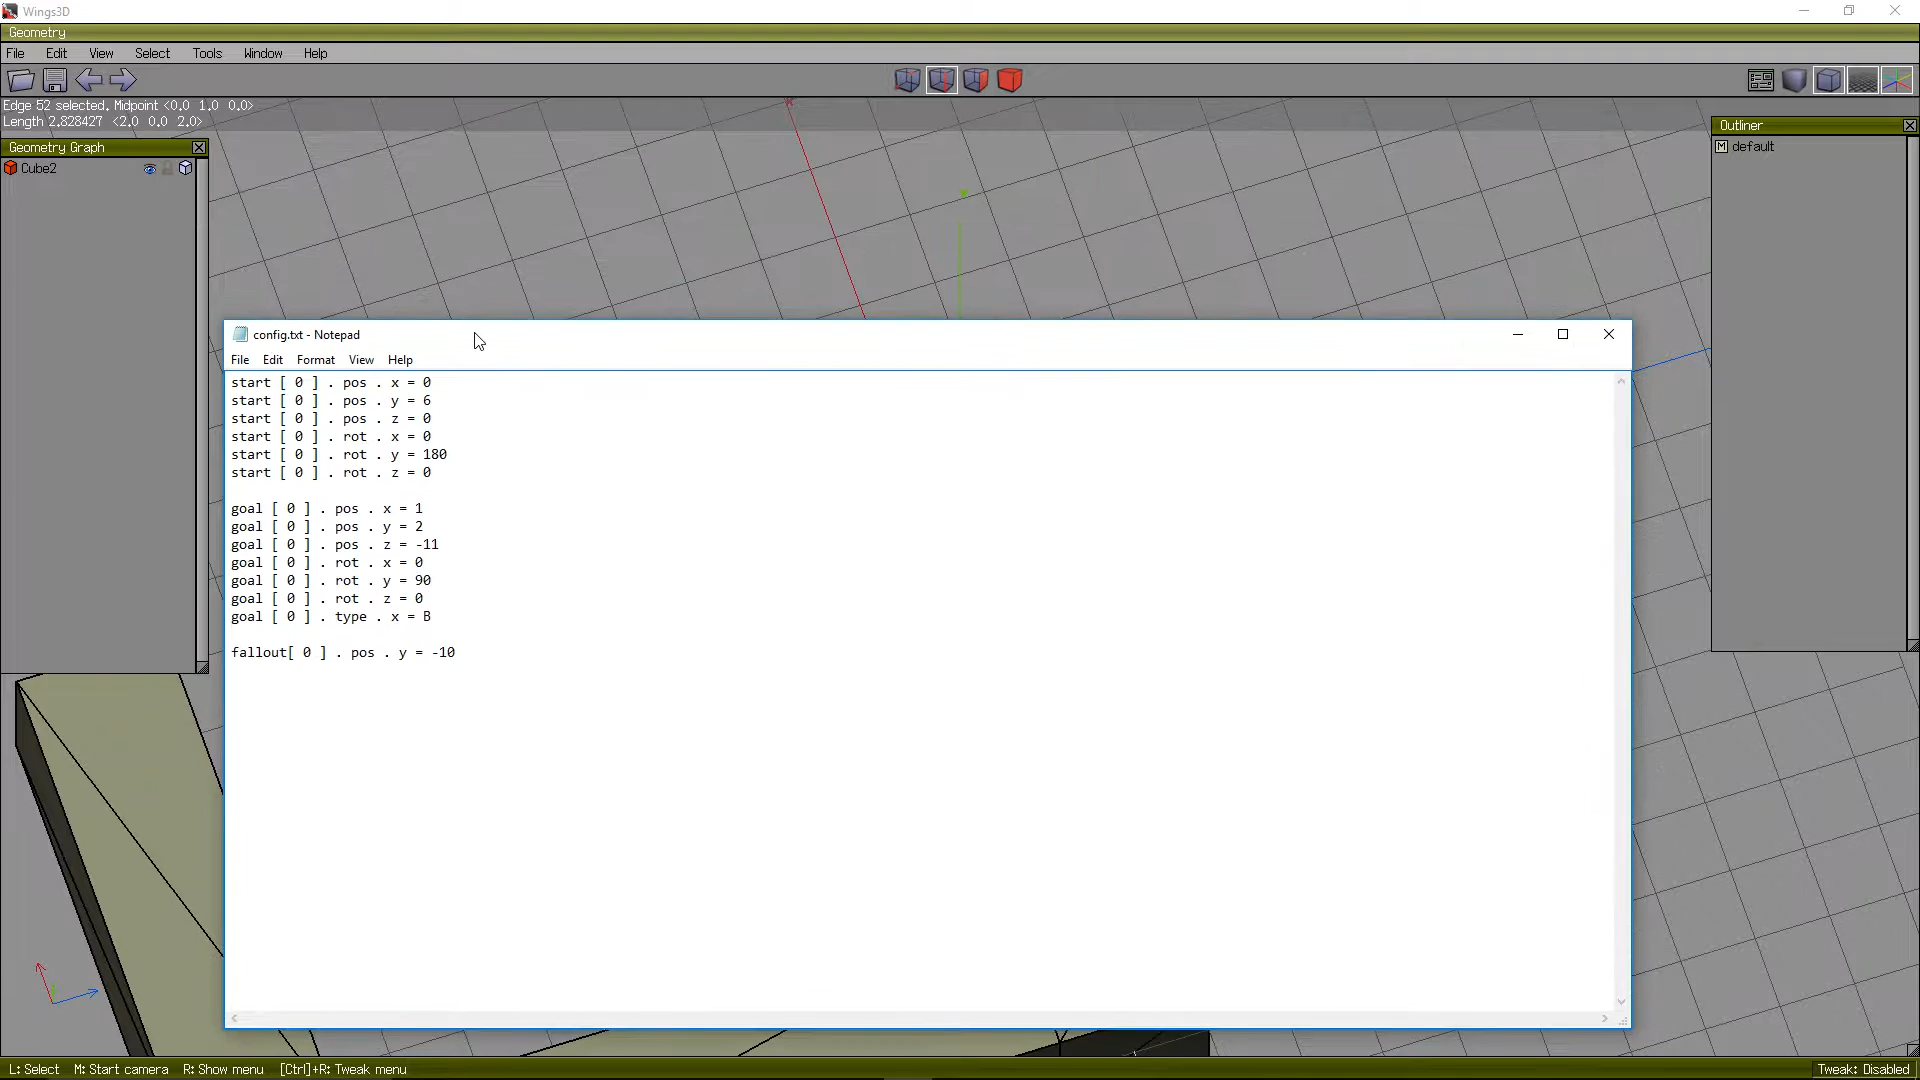 Wings3D
Geometry
File Edit View Select Tools Window Help
Edge 52 selected. Midpoint <0.0 1.0 0.0>
Length 2.828427 <2.0 0.0 2.0>
Geometry Graph
Cube2
Outliner
M default
config.txt - Notepad
File Edit Format View Help
start [ 0 ] . pos . x = 0
start [ 0 ] . pos . y = 6
start [ 0 ] . pos . z = 0
start [ 0 ] . rot . x = 0
start [ 0 ] . rot . y = 180
start [ 0 ] . rot . z = 0
goal [ 0 ] . pos . x = 1
goal [ 0 ] . pos . y = 2
goal [ 0 ] . pos . z = -11
goal [ 0 ] . rot . x = 0
goal [ 0 ] . rot . y = 90
goal [ 0 ] . rot . z = 0
goal [ 0 ] . type . x = B
fallout[ 0 ] . pos . y = -10
L: Select M: Start camera R: Show menu [Ctrl]+R: Tweak menu
Tweak: Disabled